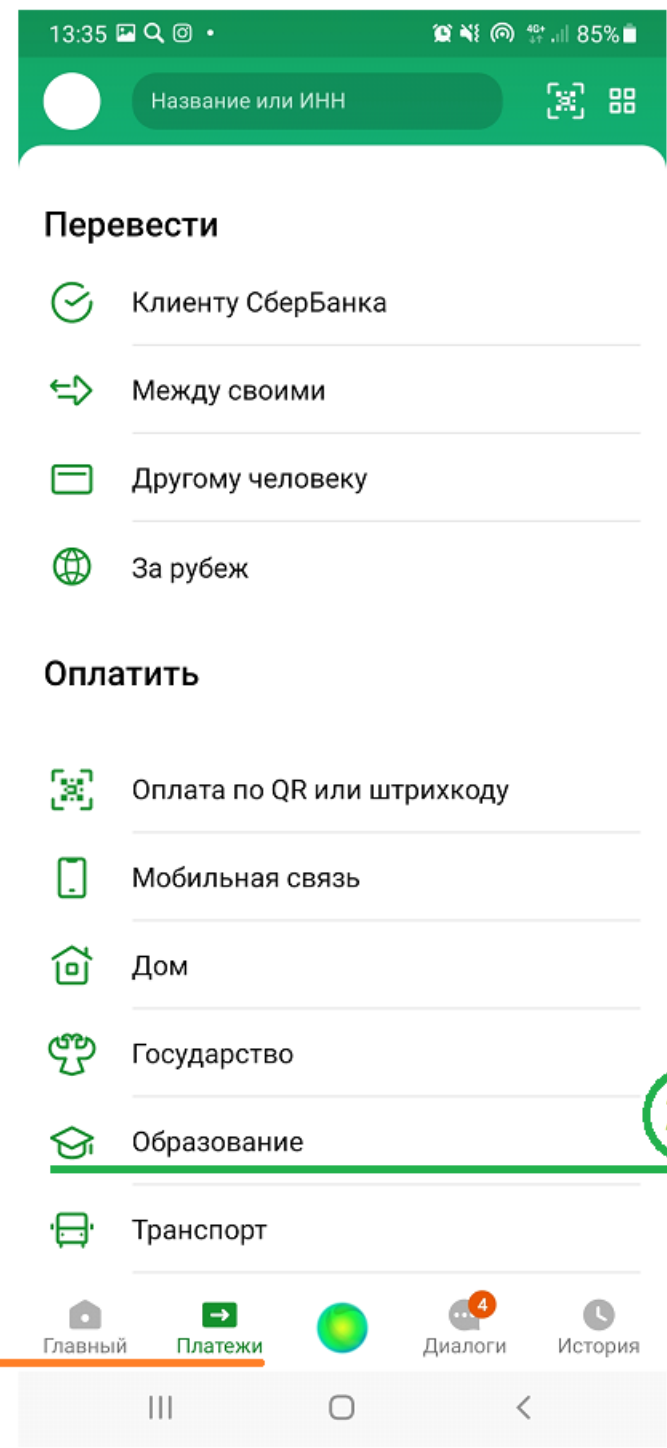 13:35 85%
Название или ИНН
Перевести
Клиенту СберБанка
Между своими
Другому человеку
За рубеж
Оплатить
Оплата по QR или штрихкоду
Мобильная связь
Дом
Государство
Образование
Транспорт
4
Главный Платежи Диалоги История